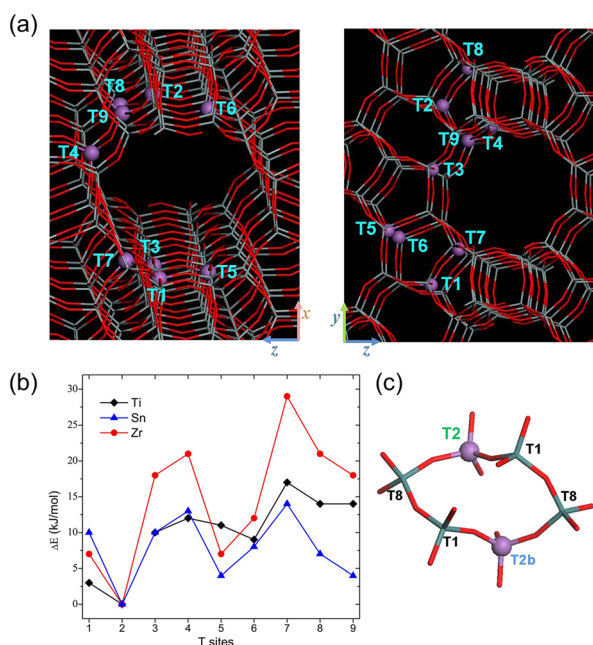 (a)
T8
T2
T9
T6
T4
T3
T7
T1
T5
x
z
T8
T2
T9
T4
T3
T5
T6
T7
T1
y
z
(b)
30
25
20
15
10
5
0
ΔE (kJ/mol)
Ti
Sn
Zr
1 2 3 4 5 6 7 8 9
T sites
(c)
T2
T1
T8
T8
T1
T2b